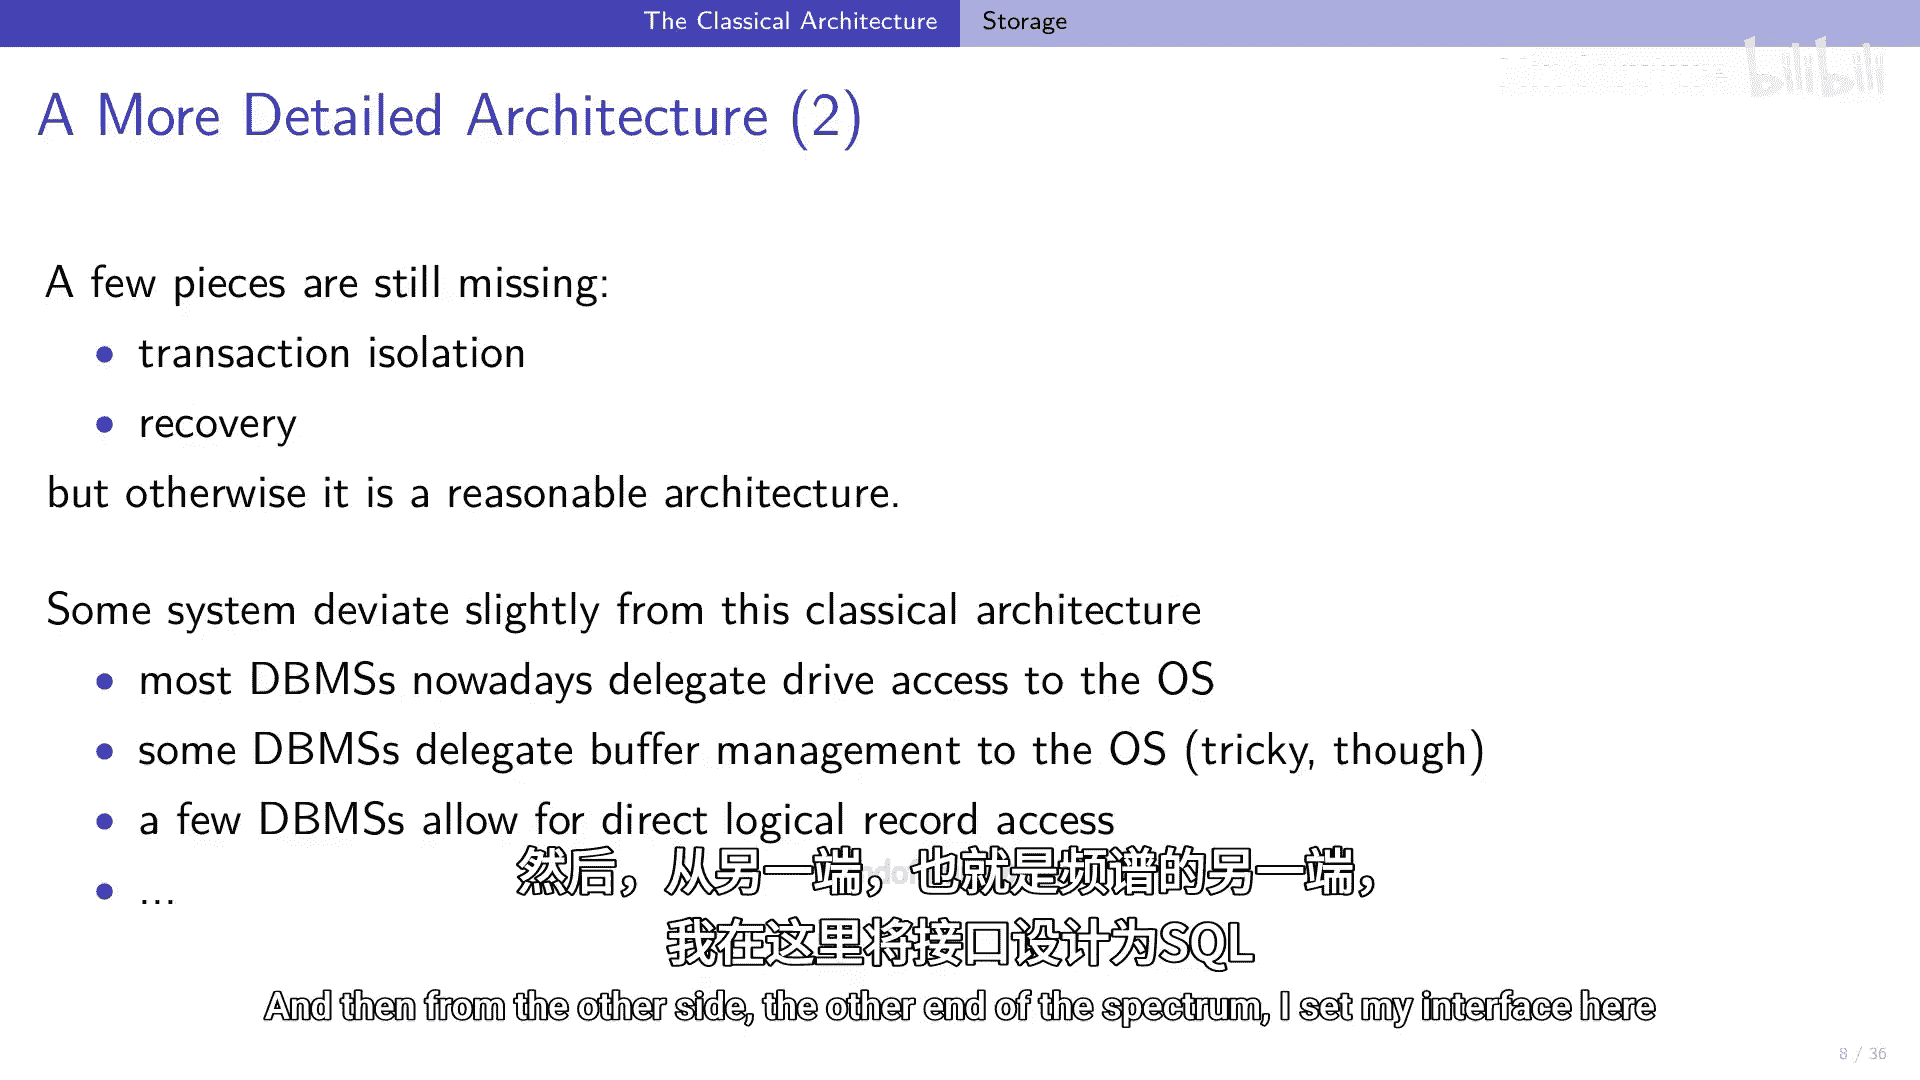 The Classical Architecture Storage
bilibili
A More Detailed Architecture (2)
A few pieces are still missing:
• transaction isolation
• recovery
but otherwise it is a reasonable architecture.
Some system deviate slightly from this classical architecture
• most DBMSs nowadays delegate drive access to the OS
• some DBMSs delegate buffer management to the OS (tricky, though)
• a few DBMSs allow for direct logical record access
• ...
然后，从另一端，也就是频谱的另一端，
我在这里将接口设计为SQL
And then from the other side, the other end of the spectrum, I set my interface here
8 / 36